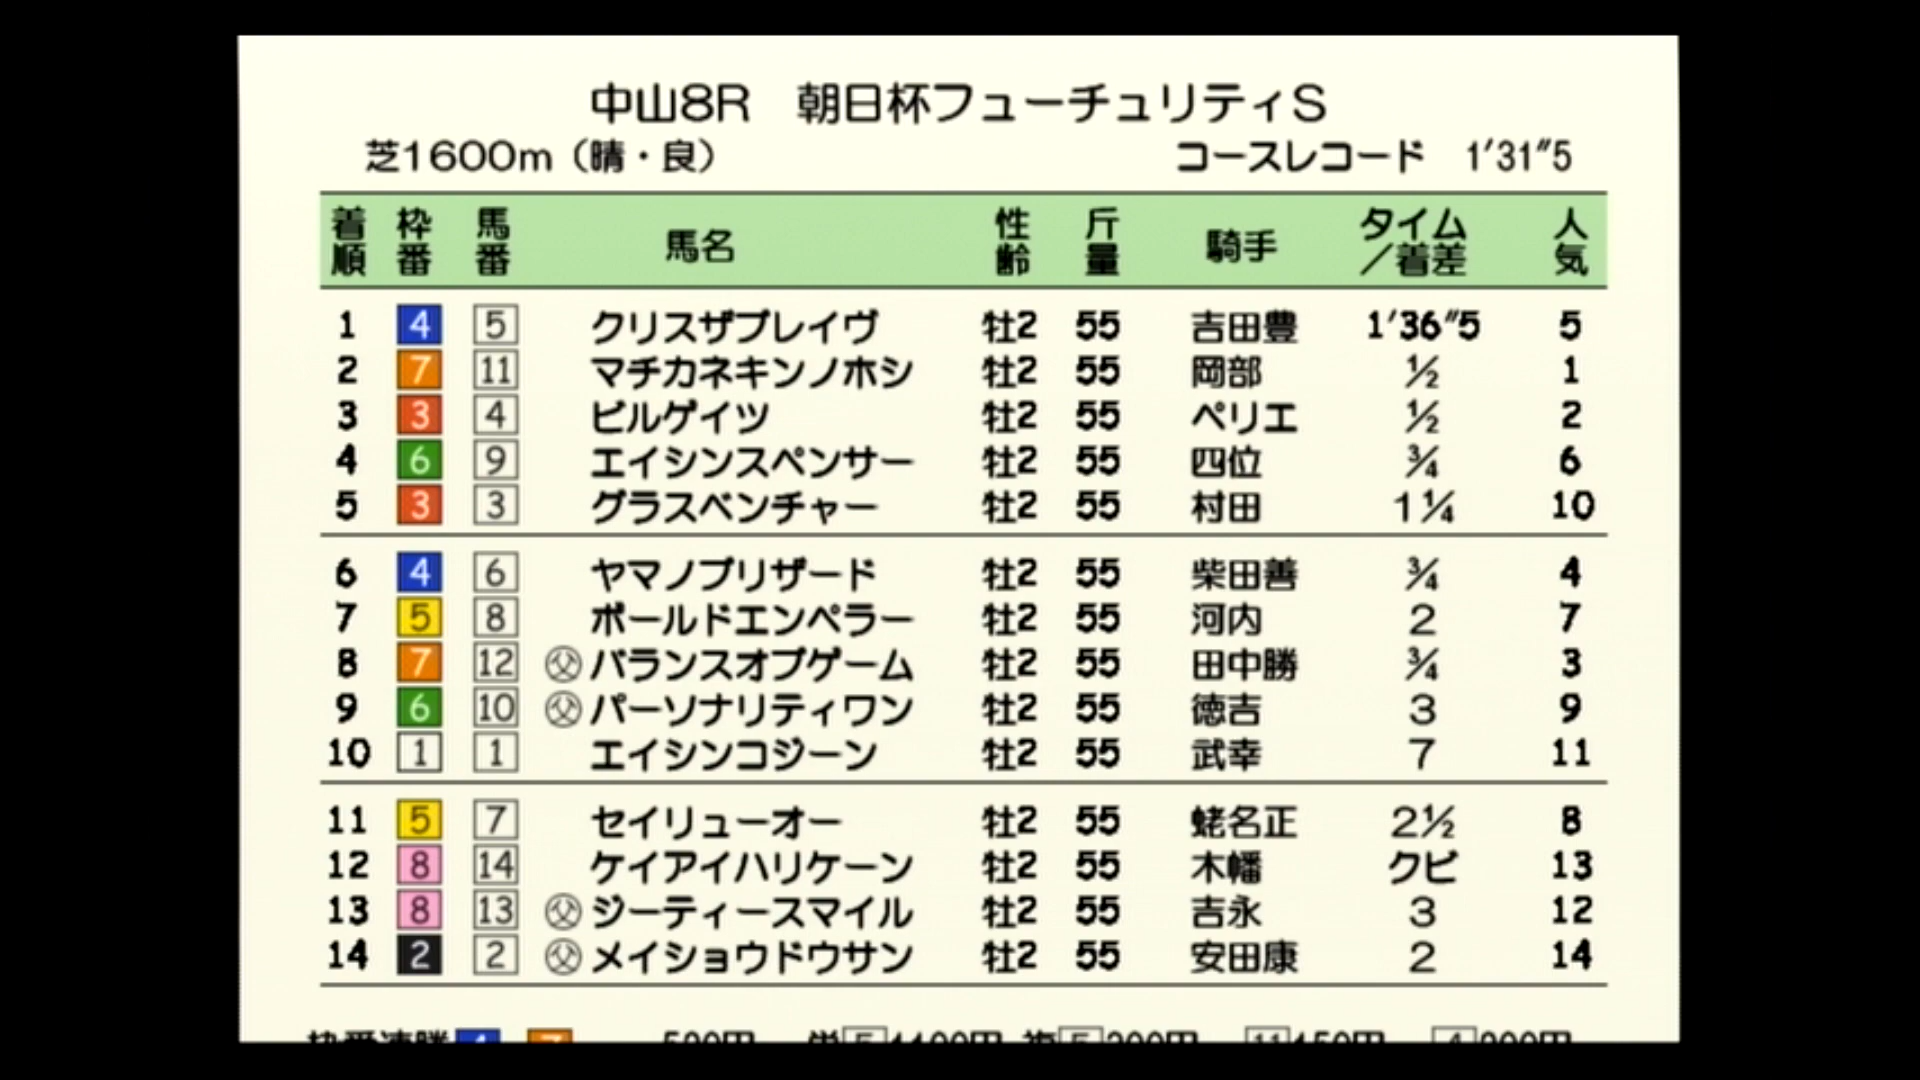 中山8R 朝日杯フューチュリティS
芝1600m（晴・良） コースレコード 1′31″5
着順 枠番 馬番 馬名 性齢 斤量 騎手 タイム／着差 人気
1 4 5 クリスザブレイヴ 牡2 55 吉田豊 1′36″5 5
2 7 11 マチカネキンノホシ 牡2 55 岡部 ½ 1
3 3 4 ビルゲイツ 牡2 55 ペリエ ½ 2
4 6 9 エイシンスペンサー 牡2 55 四位 ¾ 6
5 3 3 グラスベンチャー 牡2 55 村田 1¼ 10
6 4 6 ヤマノブリザード 牡2 55 柴田善 ¾ 4
7 5 8 ボールドエンペラー 牡2 55 河内 2 7
8 7 12 ㊛バランスオブゲーム 牡2 55 田中勝 ¾ 3
9 6 10 父パーソナリティワン 牡2 55 徳吉 3 9
10 1 1 エイシンコジーン 牡2 55 武幸 7 11
11 5 7 セイリューオー 牡2 55 蛯名正 2½ 8
12 8 14 ケイアイハリケーン 牡2 55 木幡 クビ 13
13 8 13 父ジーティースマイル 牡2 55 吉永 3 12
14 2 2 父メイショウドウサン 牡2 55 安田康 2 14